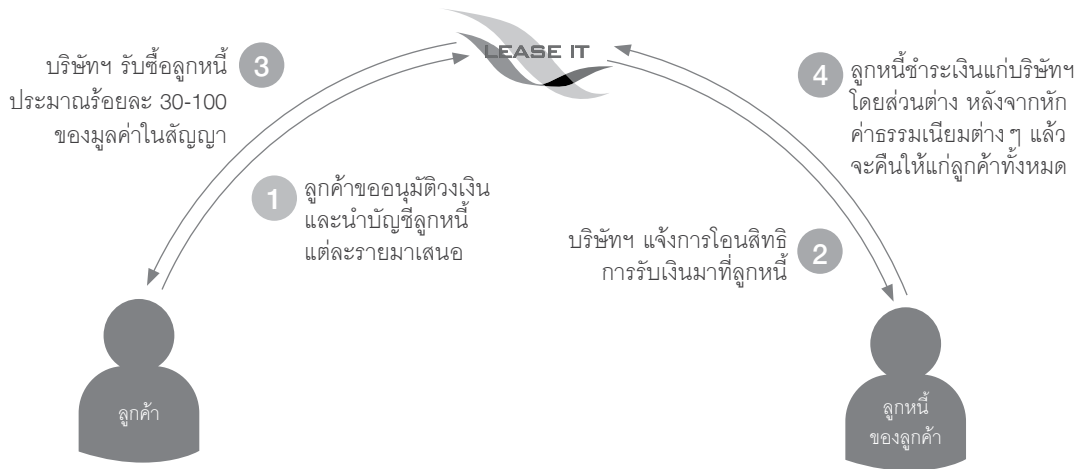 LEASE IT
3
บริษัทฯ รับซื้อลูกหนี้
ประมาณร้อยละ 30-100
ของมูลค่าในสัญญา
4
ลูกหนี้ชำระเงินแก่บริษัทฯ
โดยส่วนต่าง หลังจากหัก
ค่าธรรมเนียมต่าง ๆ แล้ว
จะคืนให้แก่ลูกค้าทั้งหมด
1
ลูกค้าขออนุมัติวงเงิน
และนำบัญชีลูกหนี้
แต่ละรายมาเสนอ
2
บริษัทฯ แจ้งการโอนสิทธิ
การรับเงินมาที่ลูกหนี้
ลูกค้า
ลูกหนี้
ของลูกค้า